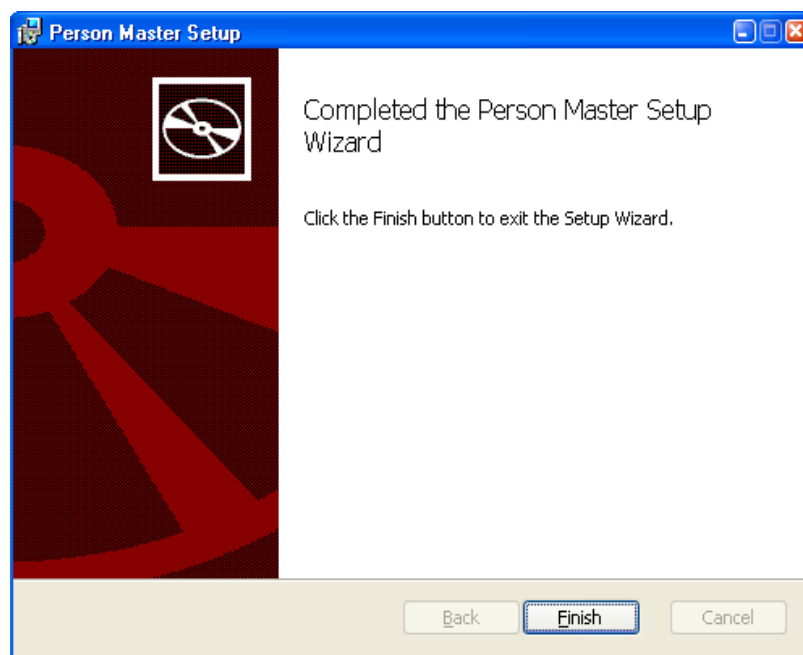 Person Master Setup
Completed the Person Master Setup
Wizard
Click the Finish button to exit the Setup Wizard.
Back
Finish
Cancel